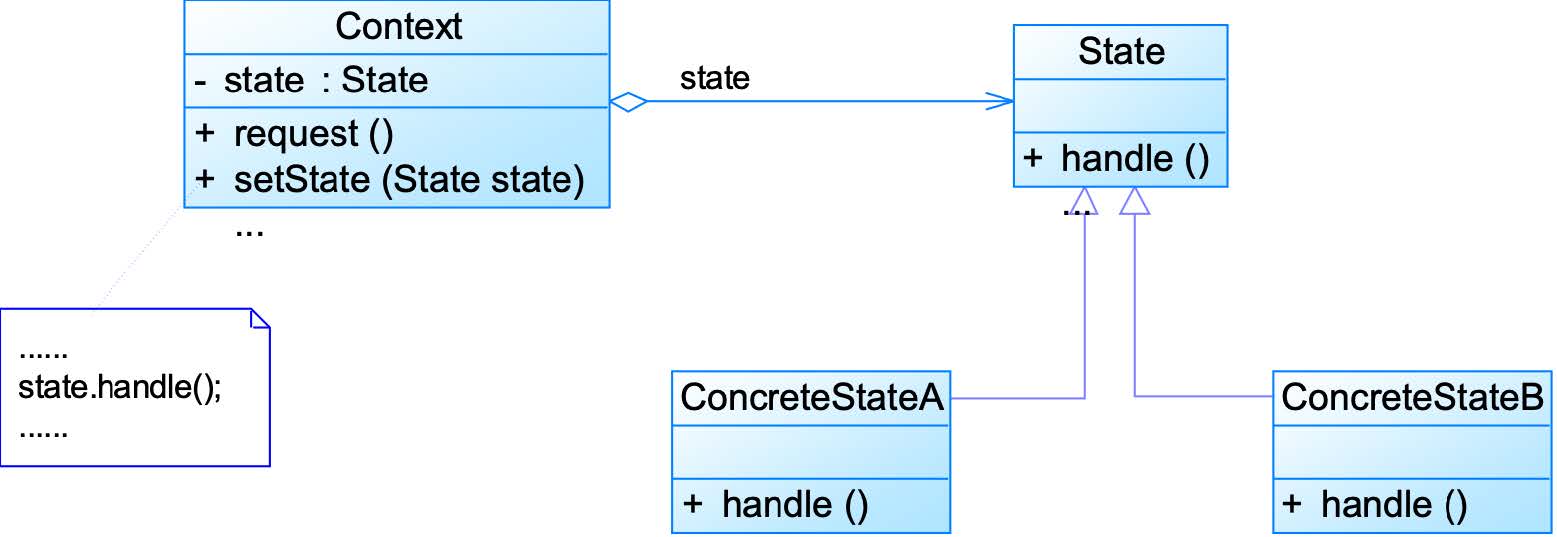 Context
- state : State
+ request ()
+ setState (State state)
...
state
State
+ handle ()
...
......
state.handle();
......
ConcreteStateA
+ handle ()
ConcreteStateB
+ handle ()